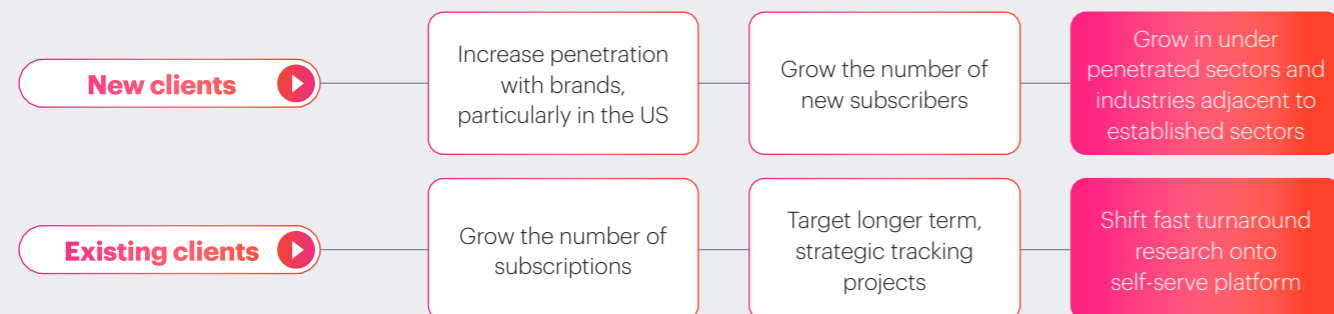 New clients
Increase penetration
with brands,
particularly in the US
Grow the number of
new subscribers
Grow in under
penetrated sectors and
industries adjacent to
established sectors
Existing clients
Grow the number of
subscriptions
Target longer term,
strategic tracking
projects
Shift fast turnaround
research onto
self-serve platform